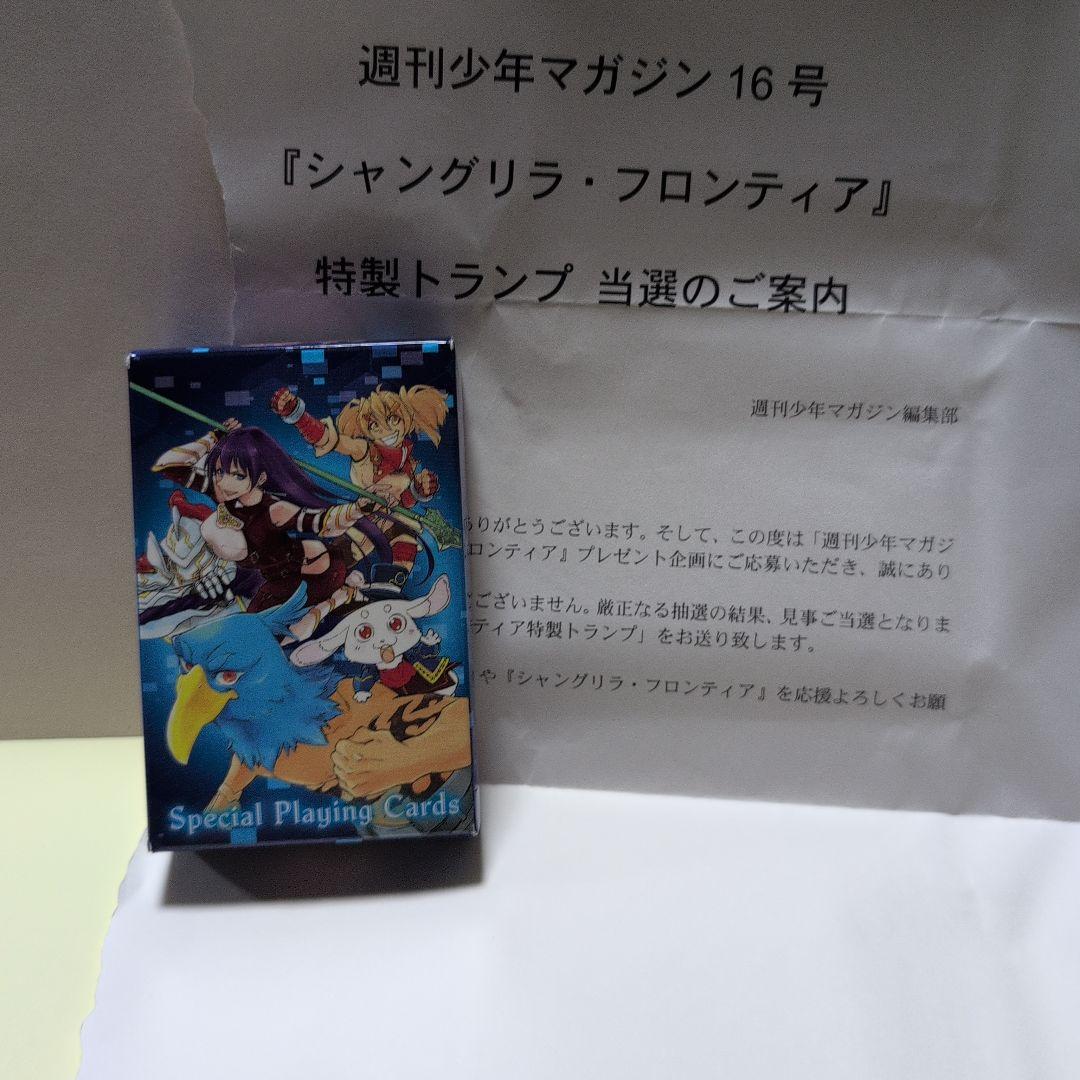 週刊少年マガジン 16 号
『シャングリラ・フロンティア』
特製トランプ 当選のご案内
週刊少年マガジン編集部
ありがとうございます。そして、この度は「週刊少年マガジ
ロンティア』プレゼント企画にご応募いただき、誠にあり
ございません。厳正なる抽選の結果、見事ご当選となりま
ティア特製トランプ」をお送り致します。
や『シャングリラ・フロンティア』を応援よろしくお願
Special Playing Cards